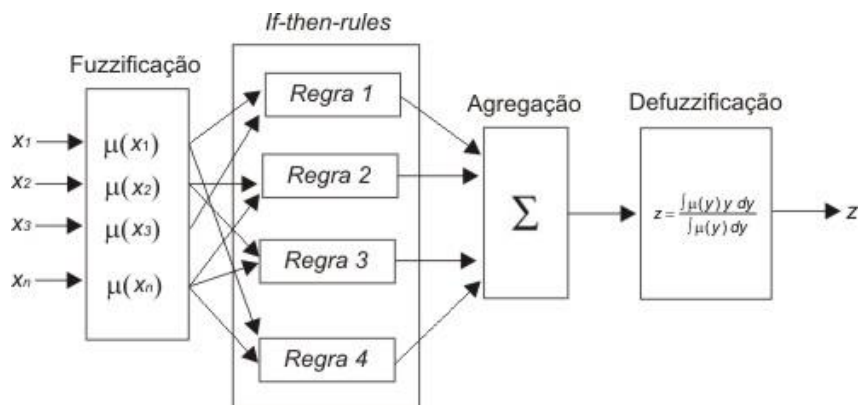 If-then-rules
Fuzzificação
Regra 1
Agregação
Defuzzificação
x₁
μ(x₁)
x₂
μ(x₂)
Regra 2
x₃
μ(x₃)
Σ
z = ∫ μ(y) y dy / ∫ μ(y) dy
z
xₙ
μ(xₙ)
Regra 3
Regra 4